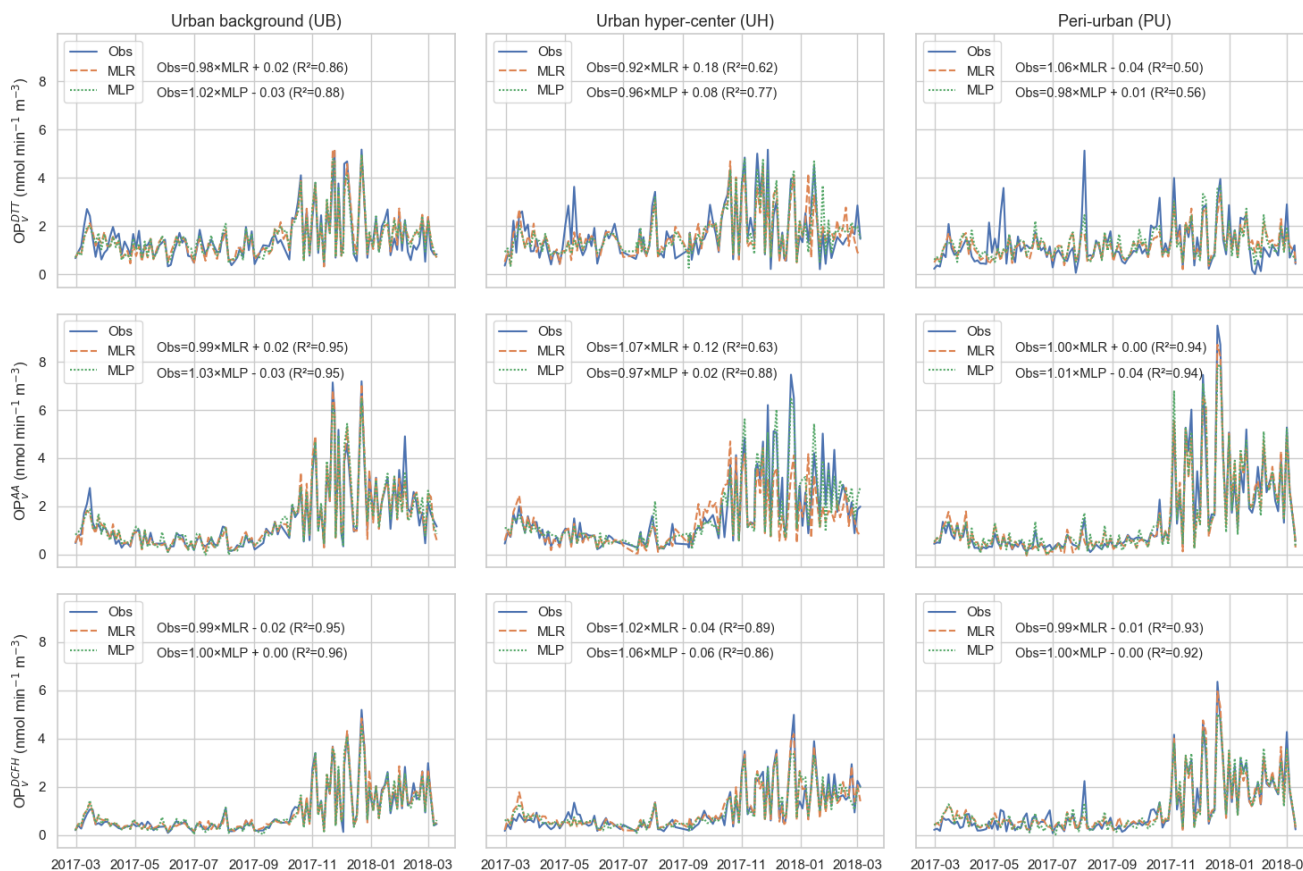 Urban background (UB)
Urban hyper-center (UH)
Peri-urban (PU)
OP_V^DTT (nmol min⁻¹ m⁻³)
8
6
4
2
0
Obs
MLR
MLP
Obs=0.98×MLR + 0.02 (R²=0.86)
Obs=1.02×MLP - 0.03 (R²=0.88)
Obs
MLR
MLP
Obs=0.92×MLR + 0.18 (R²=0.62)
Obs=0.96×MLP + 0.08 (R²=0.77)
Obs
MLR
MLP
Obs=1.06×MLR - 0.04 (R²=0.50)
Obs=0.98×MLP + 0.01 (R²=0.56)
OP_V^AA (nmol min⁻¹ m⁻³)
8
6
4
2
0
Obs
MLR
MLP
Obs=0.99×MLR + 0.02 (R²=0.95)
Obs=1.03×MLP - 0.03 (R²=0.95)
Obs
MLR
MLP
Obs=1.07×MLR + 0.12 (R²=0.63)
Obs=0.97×MLP + 0.02 (R²=0.88)
Obs
MLR
MLP
Obs=1.00×MLR + 0.00 (R²=0.94)
Obs=1.01×MLP - 0.04 (R²=0.94)
OP_V^DCFH (nmol min⁻¹ m⁻³)
8
6
4
2
0
Obs
MLR
MLP
Obs=0.99×MLR - 0.02 (R²=0.95)
Obs=1.00×MLP + 0.00 (R²=0.96)
Obs
MLR
MLP
Obs=1.02×MLR - 0.04 (R²=0.89)
Obs=1.06×MLP - 0.06 (R²=0.86)
Obs
MLR
MLP
Obs=0.99×MLR - 0.01 (R²=0.93)
Obs=1.00×MLP - 0.00 (R²=0.92)
2017-03 2017-05 2017-07 2017-09 2017-11 2018-01 2018-03
2017-03 2017-05 2017-07 2017-09 2017-11 2018-01 2018-03
2017-03 2017-05 2017-07 2017-09 2017-11 2018-01 2018-0